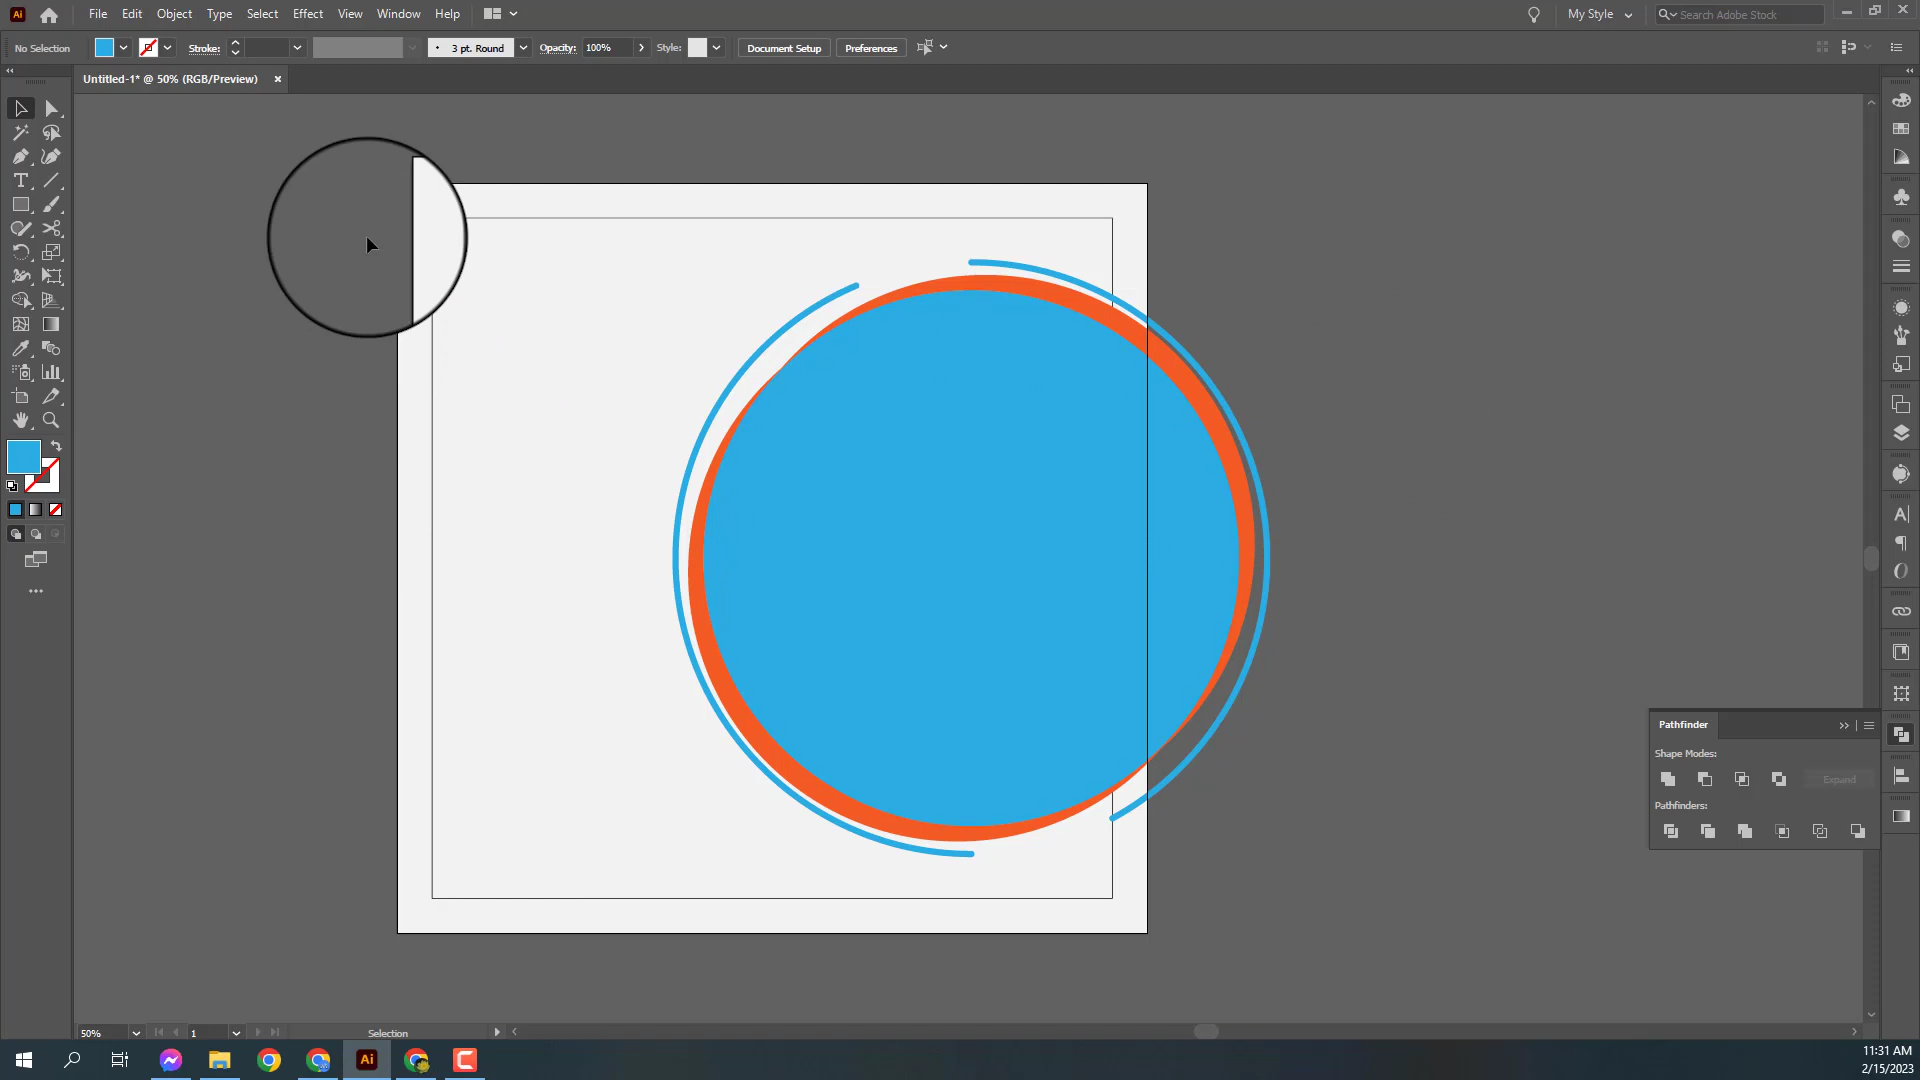 Ai File Edit Object Type Select Effect View Window Help My Style Search Adobe Stock
No Selection Stroke: 3 pt. Round Opacity: 100% Style: Document Setup Preferences
Untitled-1* @ 50% (RGB/Preview)
Pathfinder
Shape Modes:
Expand
Pathfinders:
50% 1 Selection
Ai
11:31 AM
2/15/2023